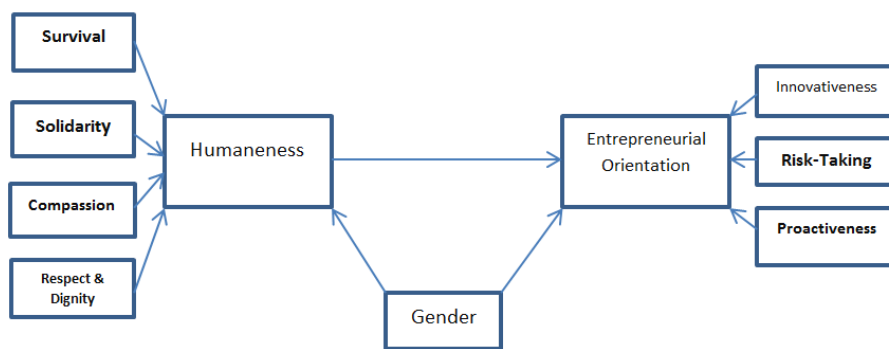 Survival
Solidarity
Compassion
Respect &
Dignity
Humaneness
Gender
Entrepreneurial
Orientation
Innovativeness
Risk-Taking
Proactiveness